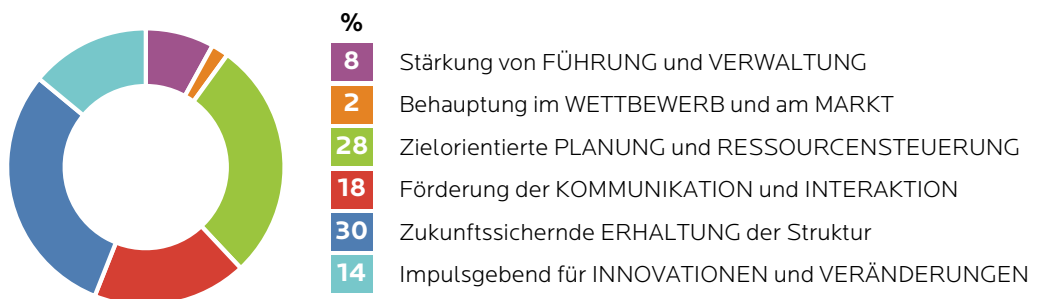 %
8 Stärkung von FÜHRUNG und VERWALTUNG
2 Behauptung im WETTBEWERB und am MARKT
28 Zielorientierte PLANUNG und RESSOURCENSTEUERUNG
18 Förderung der KOMMUNIKATION und INTERAKTION
30 Zukunftssichernde ERHALTUNG der Struktur
14 Impulsgebend für INNOVATIONEN und VERÄNDERUNGEN